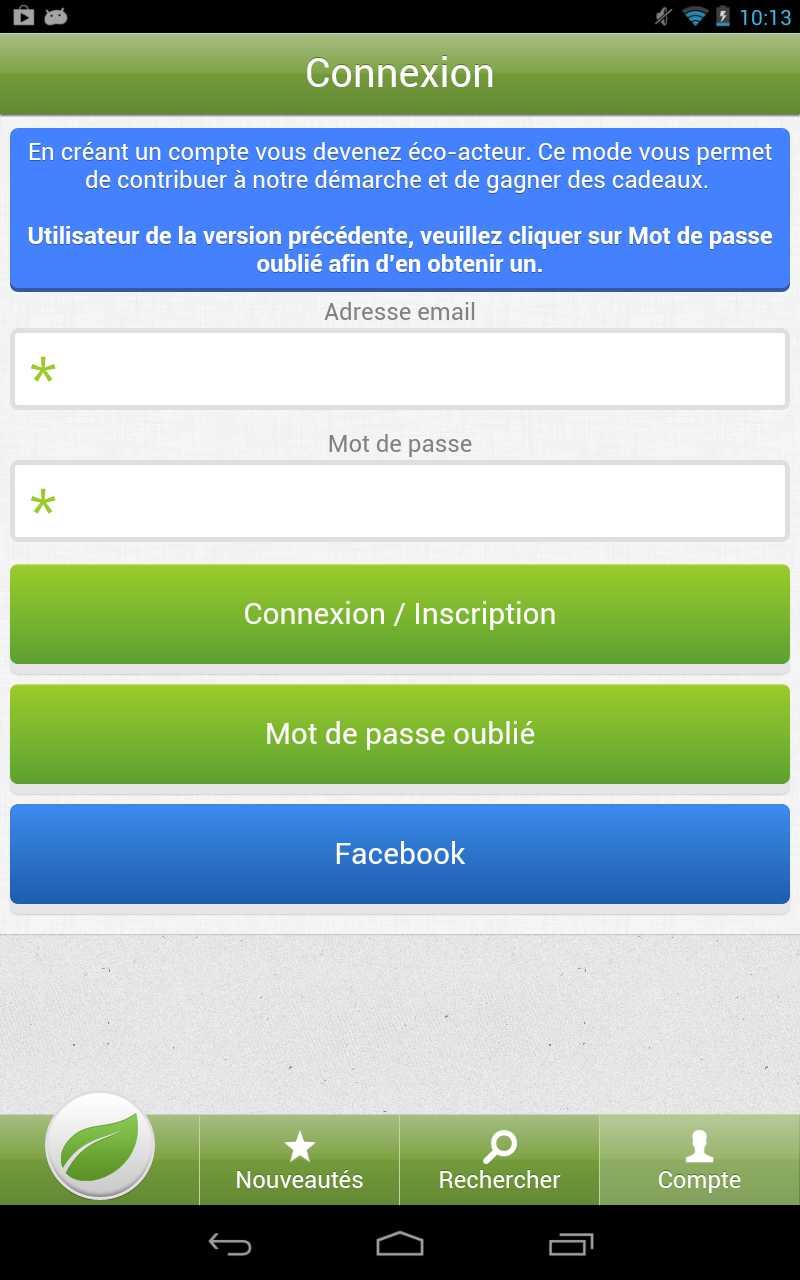 10:13
Connexion
En créant un compte vous devenez éco-acteur. Ce mode vous permet
de contribuer à notre démarche et de gagner des cadeaux.
Utilisateur de la version précédente, veuillez cliquer sur Mot de passe
oublié afin d'en obtenir un.
Adresse email
*
Mot de passe
*
Connexion / Inscription
Mot de passe oublié
Facebook
Nouveautés
Rechercher
Compte